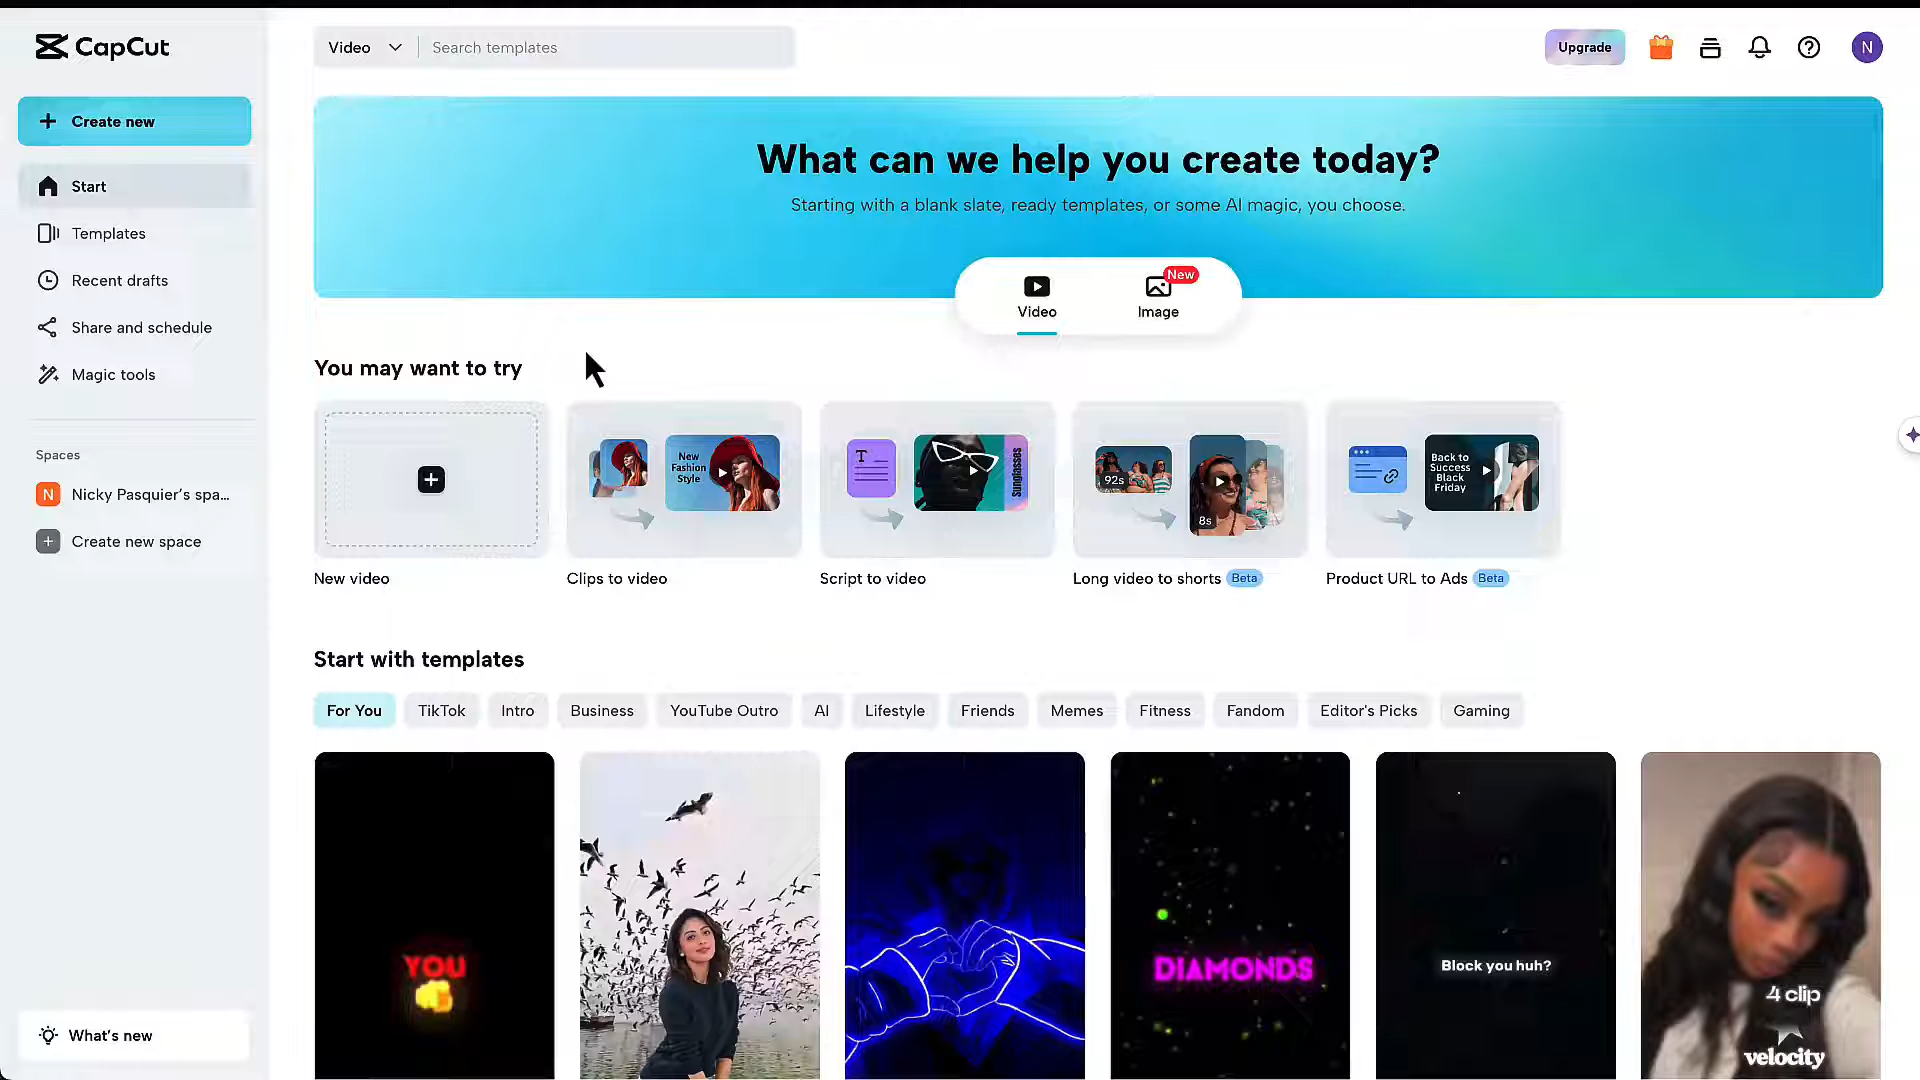 CapCut
Video
Search templates
Upgrade
N
Create new
Start
Templates
Recent drafts
Share and schedule
Magic tools
Spaces
N
Nicky Pasquier's spa...
Create new space
What's new
What can we help you create today?
Starting with a blank slate, ready templates, or some AI magic, you choose.
Video
Image
New
You may want to try
New
Fashion
Style
T
Sunglasses
92s
8s
Back to
Success
Black
Friday
New video
Clips to video
Script to video
Long video to shorts Beta
Product URL to Ads Beta
Start with templates
For You
TikTok
Intro
Business
YouTube Outro
AI
Lifestyle
Friends
Memes
Fitness
Fandom
Editor's Picks
Gaming
YOU
DIAMONDS
Block you huh?
4 clip
velocity